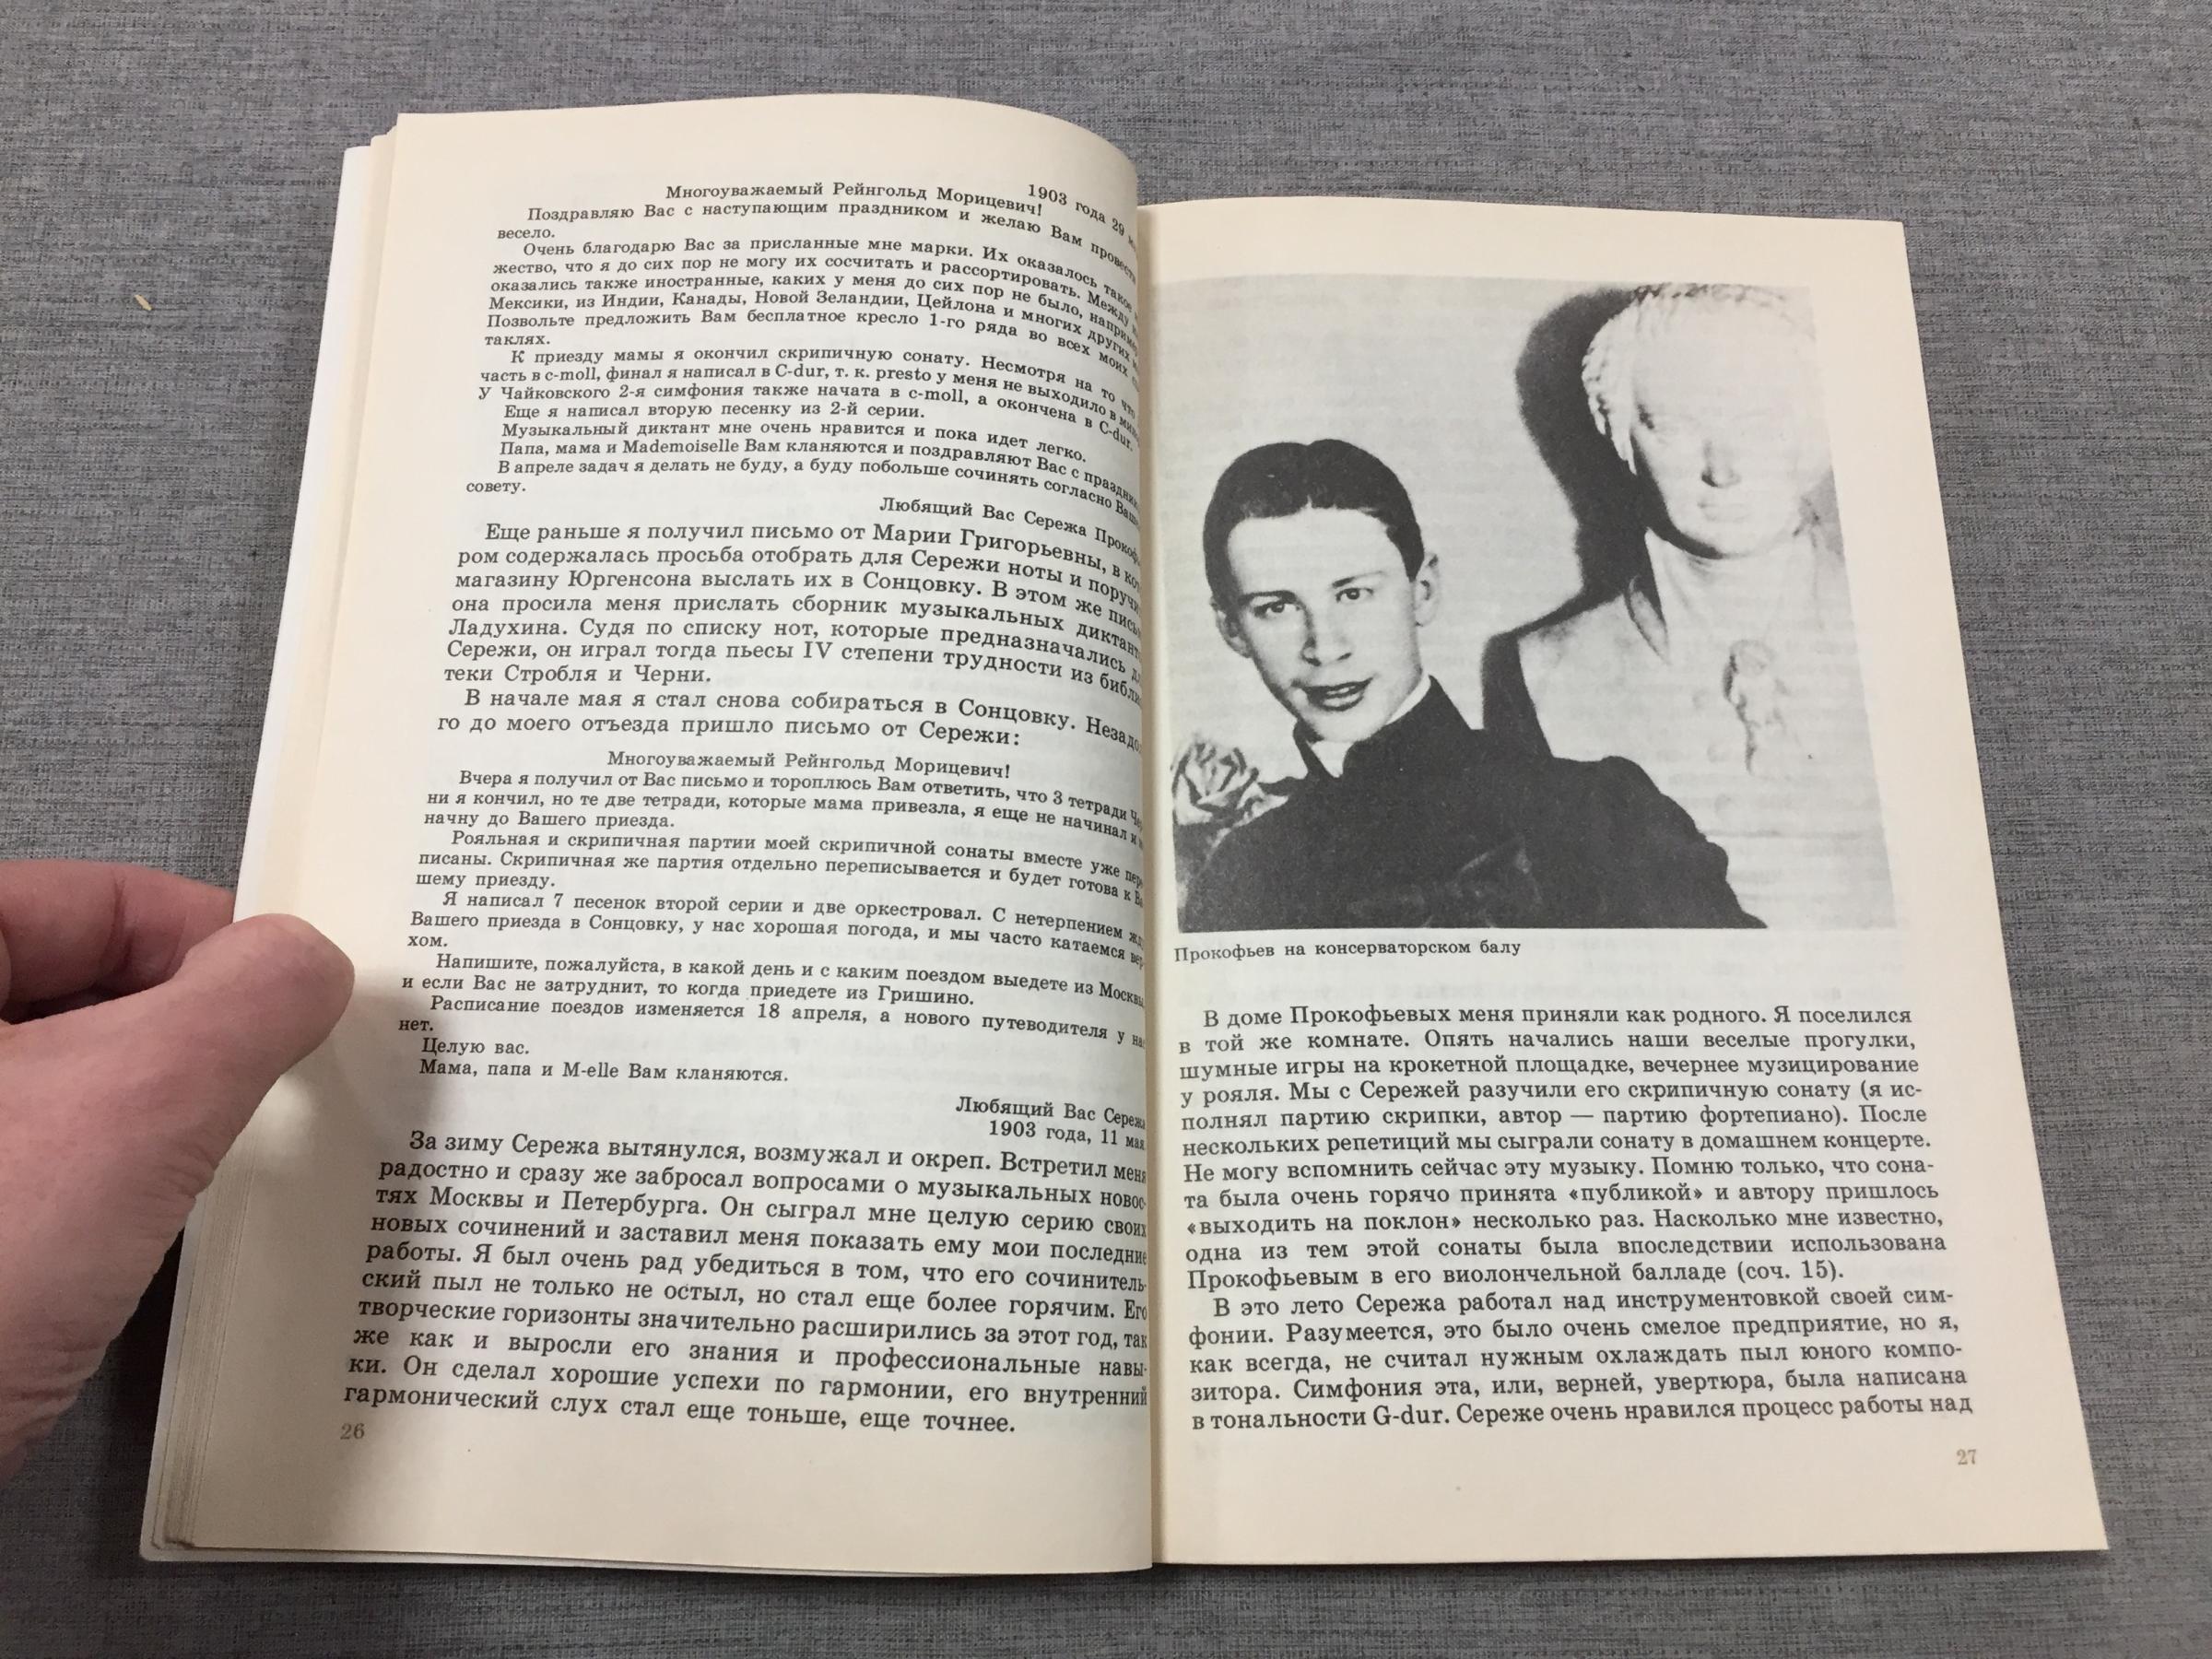 1903 года 29
Многоуважаемый Рейнгольд Морицевич!
Поздравляю Вас с наступающим праздником и желаю Вам провести
весело.
Очень благодарю Вас за присланные мне марки. Их оказалось такое
жество, что я до сих пор не могу их сосчитать и рассортировать. Между
оказались также иностранные, каких у меня до сих пор не было, например
Мексики, из Индии, Канады, Новой Зеландии, Цейлона и многих других
Позвольте предложить Вам бесплатное кресло 1-го ряда во всех моих
таклях.
К приезду мамы я окончил скрипичную сонату. Несмотря на то что
часть в c-moll, финал я написал в C-dur, т. к. presto у меня не выходило в
У Чайковского 2-я симфония также начата в c-moll, а окончена в C-dur.
Еще я написал вторую песенку из 2-й серии.
Музыкальный диктант мне очень нравится и пока идет легко.
Папа, мама и Mademoiselle Вам кланяются и поздравляют Вас с
В апреле задач я делать не буду, а буду побольше сочинять согласно
совету.
Любящий Вас Сережа
Еще раньше я получил письмо от Марии Григорьевны, в
ром содержалась просьба отобрать для Сережи ноты и
магазину Юргенсона выслать их в Сонцовку. В этом же
она просила меня прислать сборник музыкальных
Ладухина. Судя по списку нот, которые предназначались
Сережи, он играл тогда пьесы IV степени трудности из
теки Стробля и Черни.
В начале мая я стал снова собираться в Сонцовку.
го до моего отъезда пришло письмо от Сережи:
Многоуважаемый Рейнгольд Морицевич!
Вчера я получил от Вас письмо и тороплюсь Вам ответить, что 3 тетради
ни я кончил, но те две тетради, которые мама привезла, я еще не начинал и
начну до Вашего приезда.
Рояльная и скрипичная партии моей скрипичной сонаты вместе уже
писаны. Скрипичная же партия отдельно переписывается и будет готова к
шему приезду.
Я написал 7 песенок второй серии и две оркестровал. С нетерпением
Вашего приезда в Сонцовку, у нас хорошая погода, и мы часто катаемся вер-
хом.
Напишите, пожалуйста, в какой день и с каким поездом выедете из Москвы
и если Вас не затруднит, то когда приедете из Гришино.
Расписание поездов изменяется 18 апреля, а нового путеводителя у нас
нет.
Целую вас.
Мама, папа и M-elle Вам кланяются.
Любящий Вас Сережа
1903 года, 11 мая
За зиму Сережа вытянулся, возмужал и окреп. Встретил меня
радостно и сразу же забросал вопросами о музыкальных новос-
тях Москвы и Петербурга. Он сыграл мне целую серию своих
новых сочинений и заставил меня показать ему мои последние
работы. Я был очень рад убедиться в том, что его сочинитель-
ский пыл не только не остыл, но стал еще более горячим. Его
творческие горизонты значительно расширились за этот год, так
же как и выросли его знания и профессиональные навы-
ки. Он сделал хорошие успехи по гармонии, его внутренний
гармонический слух стал еще тоньше, еще точнее.
26
Прокофьев на консерваторском балу
В доме Прокофьевых меня приняли как родного. Я поселился
в той же комнате. Опять начались наши веселые прогулки,
шумные игры на крокетной площадке, вечернее музицирование
у рояля. Мы с Сережей разучили его скрипичную сонату (я ис-
полнял партию скрипки, автор — партию фортепиано). После
нескольких репетиций мы сыграли сонату в домашнем концерте.
Не могу вспомнить сейчас эту музыку. Помню только, что сона-
та была очень горячо принята «публикой» и автору пришлось
«выходить на поклон» несколько раз. Насколько мне известно,
одна из тем этой сонаты была впоследствии использована
Прокофьевым в его виолончельной балладе (соч. 15).
В это лето Сережа работал над инструментовкой своей сим-
фонии. Разумеется, это было очень смелое предприятие, но я,
как всегда, не считал нужным охлаждать пыл юного компо-
зитора. Симфония эта, или, верней, увертюра, была написана
в тональности G-dur. Сереже очень нравился процесс работы над
27